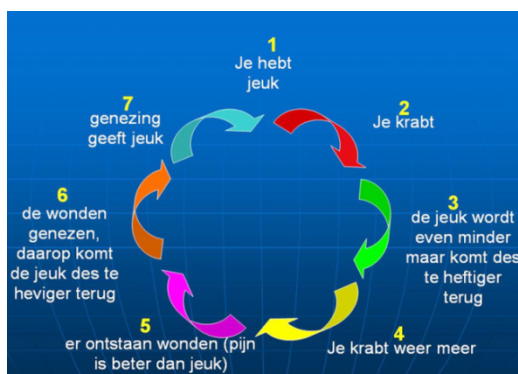 1
Je hebt
jeuk
2
Je krabt
3
de jeuk wordt
even minder
maar komt des
te heftiger
terug
4
Je krabt weer meer
5
er ontstaan wonden (pijn
is beter dan jeuk)
6
de wonden
genezen,
daarop komt
de jeuk des te
heviger terug
7
genezing
geeft jeuk